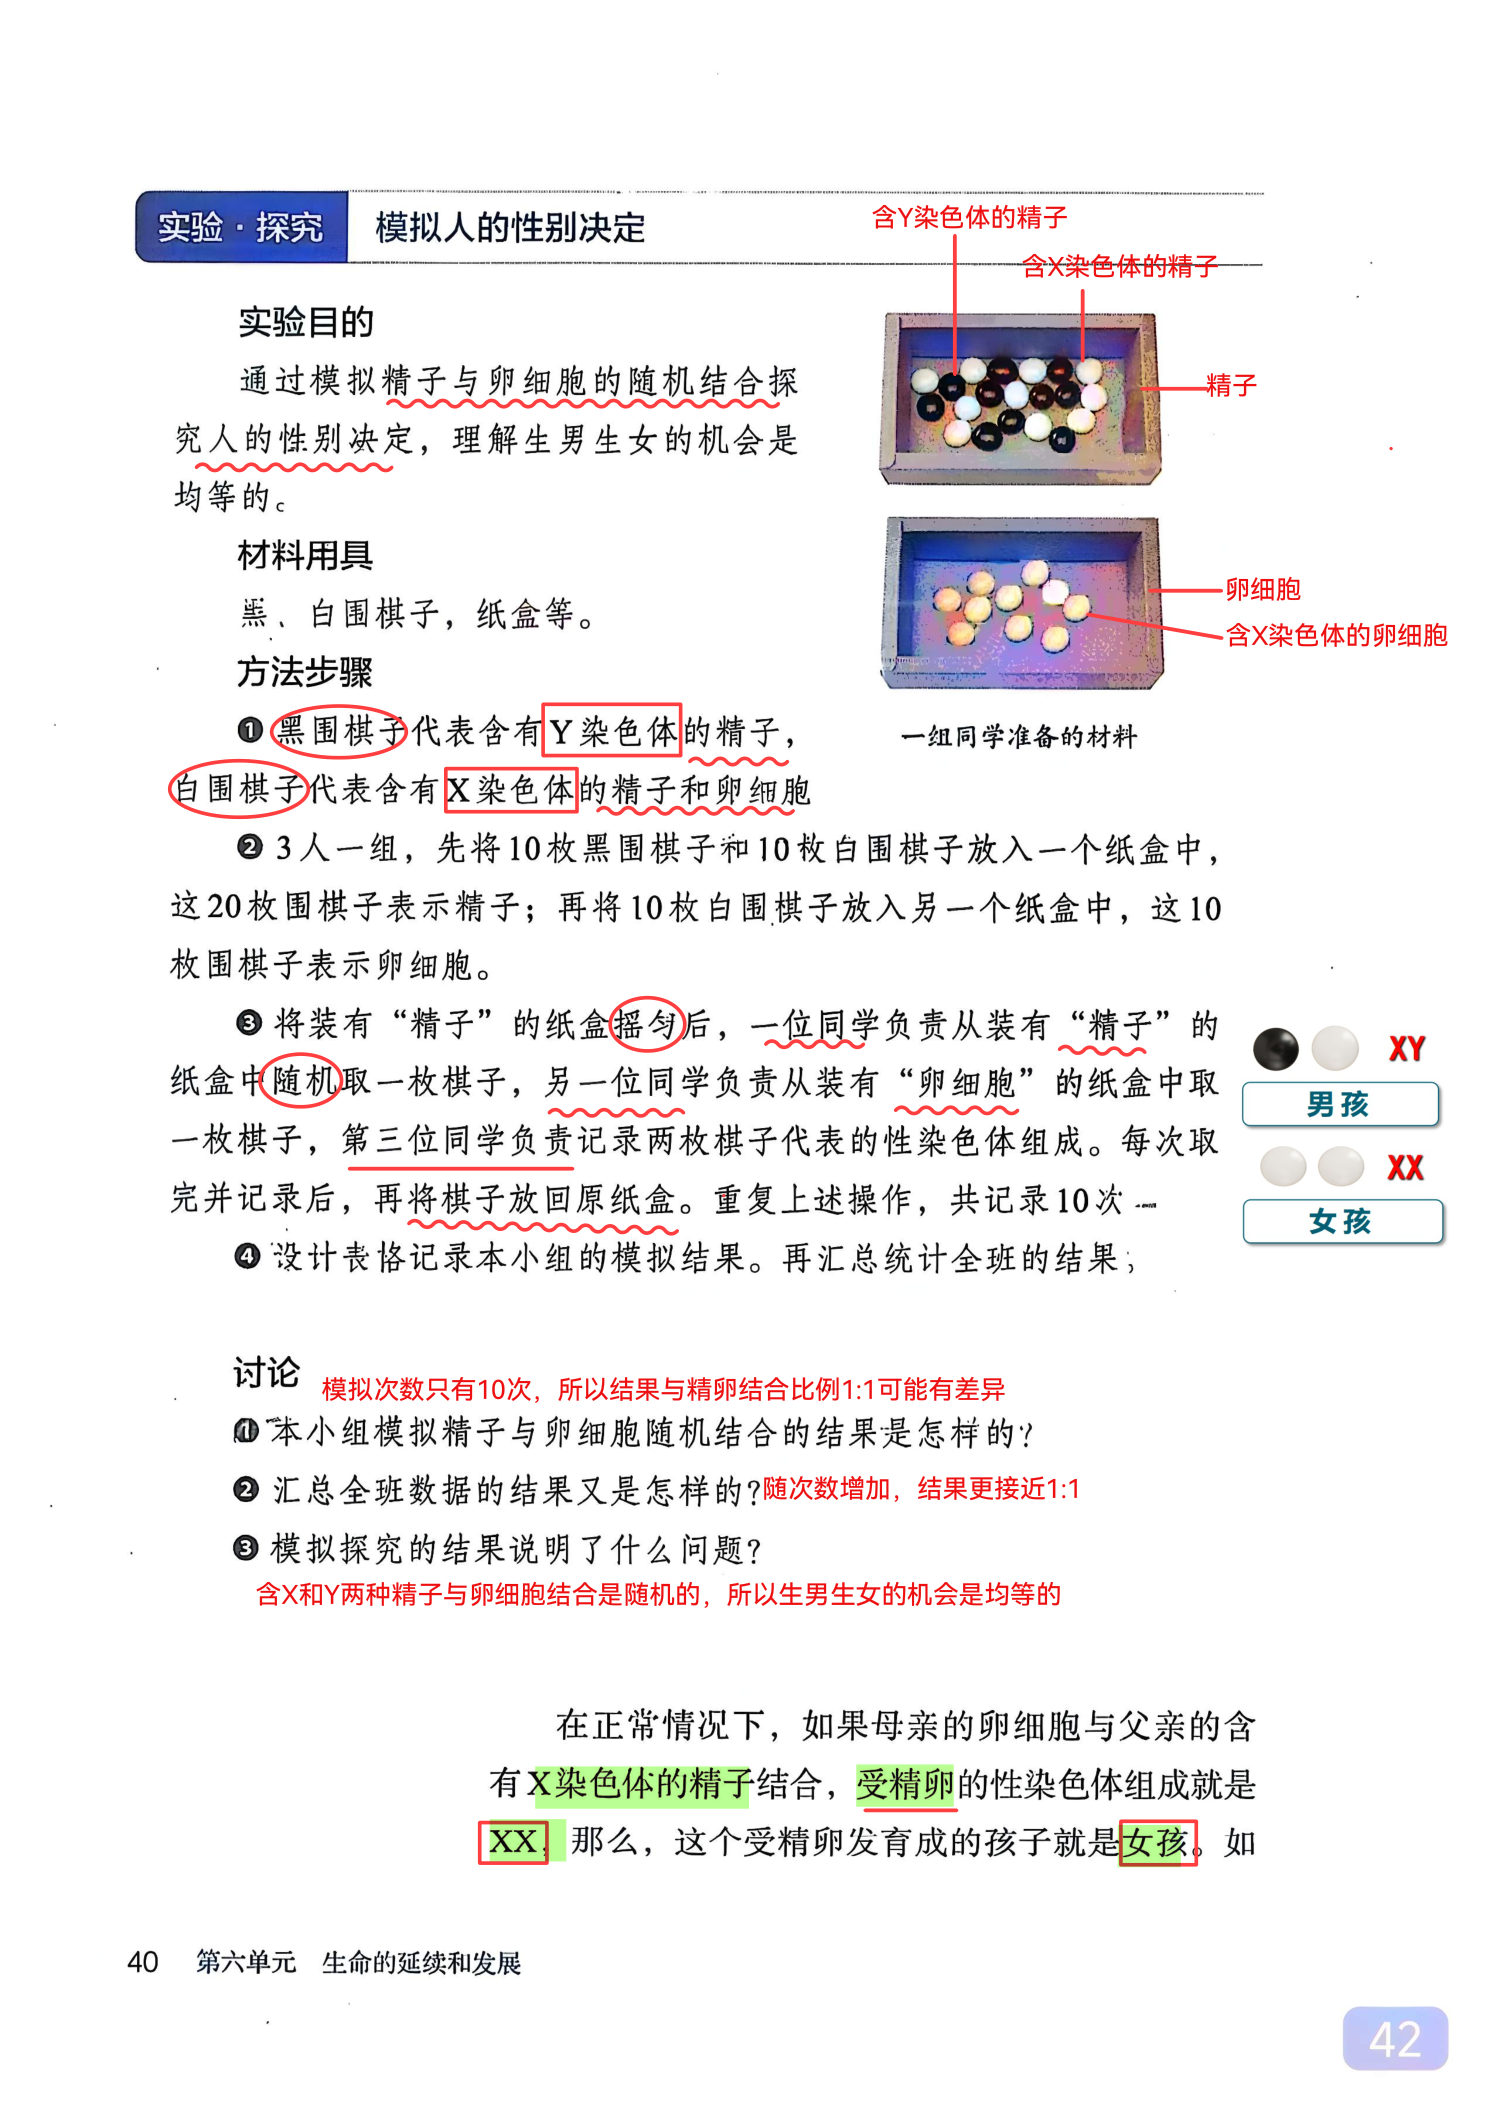 实验·探究 模拟人的性别决定
含Y染色体的精子
含X染色体的精子
精子
实验目的
通过模拟精子与卵细胞的随机结合探
究人的性别决定，理解生男生女的机会是
均等的。
材料用具
黑、白围棋子，纸盒等。
卵细胞
含X染色体的卵细胞
方法步骤
❶ 黑围棋子代表含有Y染色体的精子，
白围棋子代表含有X染色体的精子和卵细胞
一组同学准备的材料
❷ 3人一组，先将10枚黑围棋子和10枚白围棋子放入一个纸盒中，
这20枚围棋子表示精子；再将10枚白围棋子放入另一个纸盒中，这10
枚围棋子表示卵细胞。
❸ 将装有“精子”的纸盒摇匀后，一位同学负责从装有“精子”的
纸盒中随机取一枚棋子，另一位同学负责从装有“卵细胞”的纸盒中取
一枚棋子，第三位同学负责记录两枚棋子代表的性染色体组成。每次取
完并记录后，再将棋子放回原纸盒。重复上述操作，共记录10次
XY
男孩
XX
女孩
❹ 设计表格记录本小组的模拟结果。再汇总统计全班的结果；
讨论
模拟次数只有10次，所以结果与精卵结合比例1:1可能有差异
❶ 本小组模拟精子与卵细胞随机结合的结果是怎样的？
❷ 汇总全班数据的结果又是怎样的？随次数增加，结果更接近1:1
❸ 模拟探究的结果说明了什么问题？
含X和Y两种精子与卵细胞结合是随机的，所以生男生女的机会是均等的
在正常情况下，如果母亲的卵细胞与父亲的含
有X染色体的精子结合，受精卵的性染色体组成就是
XX，那么，这个受精卵发育成的孩子就是女孩。如
40 第六单元 生命的延续和发展
42